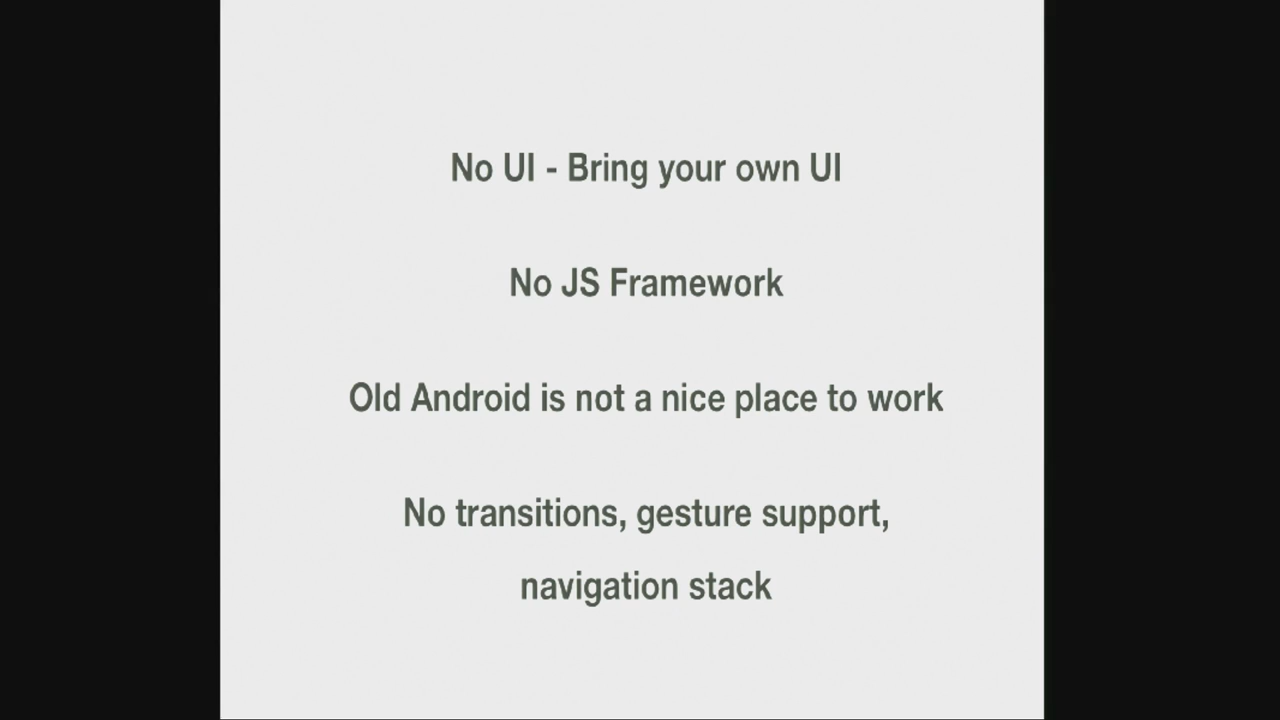 No UI - Bring your own UI
No JS Framework
Old Android is not a nice place to work
No transitions, gesture support,
navigation stack